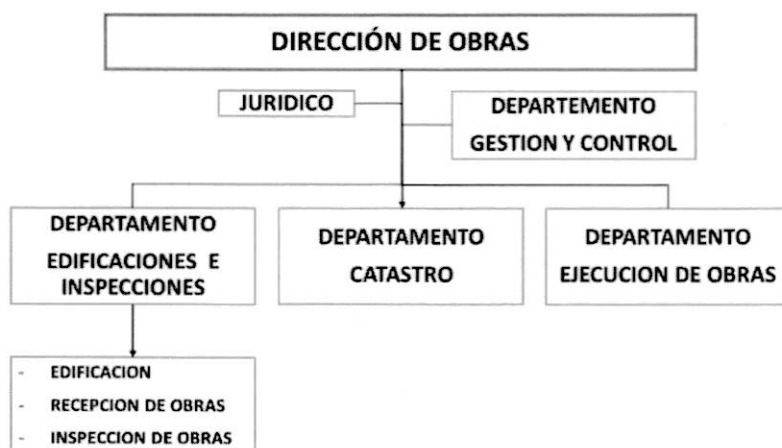 DIRECCIÓN DE OBRAS
JURIDICO
DEPARTEMENTO
GESTION Y CONTROL
DEPARTAMENTO
EDIFICACIONES E
INSPECCIONES
DEPARTAMENTO
CATASTRO
DEPARTAMENTO
EJECUCION DE OBRAS
- EDIFICACION
- RECEPCION DE OBRAS
- INSPECCION DE OBRAS